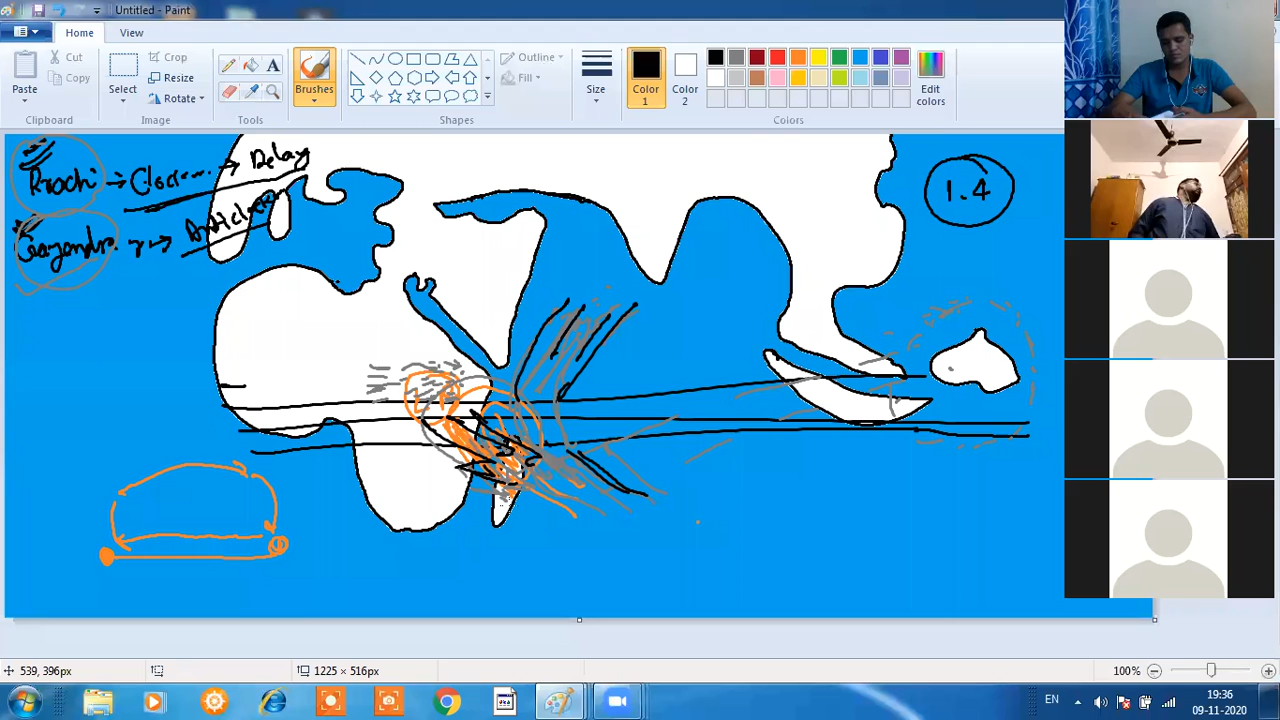 Untitled - Paint
Home
View
Paste
Cut
Copy
Clipboard
Select
Crop
Resize
Rotate
Image
A
Tools
Brushes
Outline
Fill
Shapes
Size
Color 1
Color 2
Edit colors
Colors
→ Delay
1.4
539, 396px
1225 × 516px
100%
EN
19:36
09-11-2020